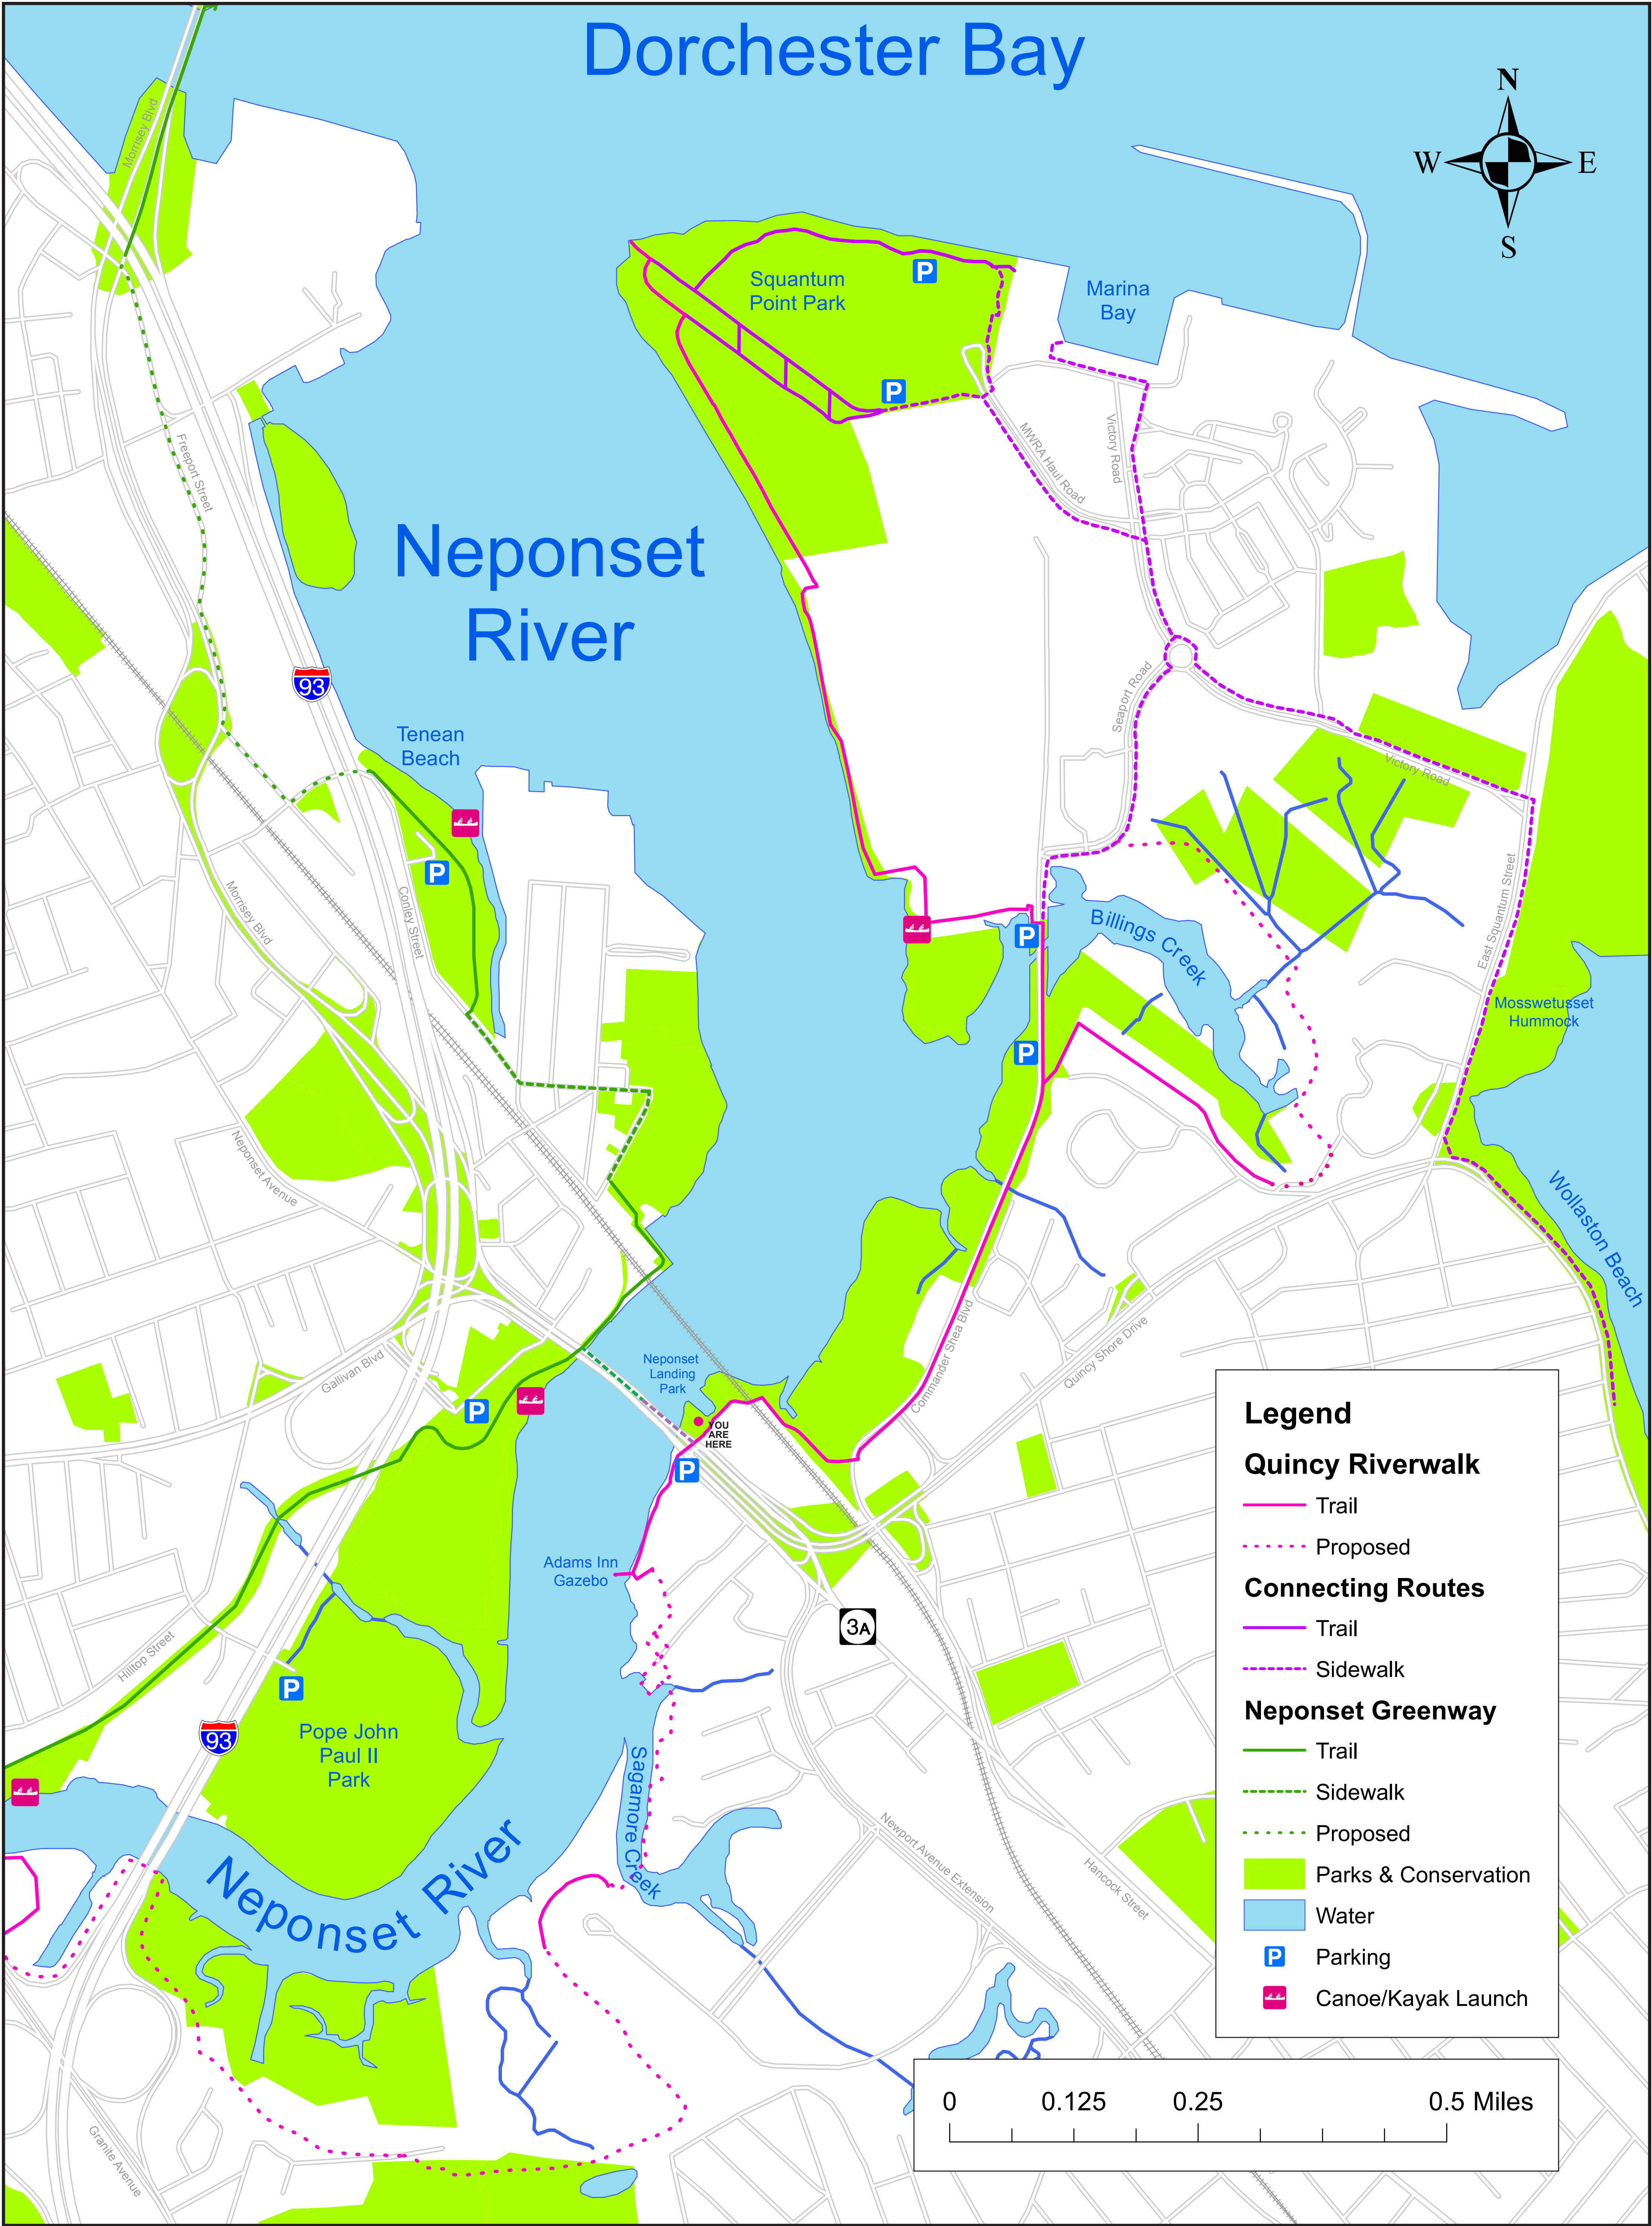 Dorchester Bay
N
W
E
S
Morrisey Blvd
Squantum
Point Park
P
Marina
Bay
P
MWRA Haul Road
Victory Road
Freeport Street
Neponset
River
93
Seaport Road
Tenean
Beach
Victory Road
P
Morrisey Blvd
Conley Street
P
Billings Creek
East Squantum Street
Mosswetusset
Hummock
P
Neponset Avenue
Wollaston Beach
Gallivan Blvd
Neponset
Landing
Park
Commander Shea Blvd
Quincy Shore Drive
P
YOU
ARE
HERE
P
Adams Inn
Gazebo
3A
Hilltop Street
P
93
Pope John
Paul II
Park
Sagamore Creek
Neponset River
Newport Avenue Extension
Hancock Street
Granite Avenue
Legend
Quincy Riverwalk
Trail
Proposed
Connecting Routes
Trail
Sidewalk
Neponset Greenway
Trail
Sidewalk
Proposed
Parks & Conservation
Water
P Parking
Canoe/Kayak Launch
0 0.125 0.25 0.5 Miles